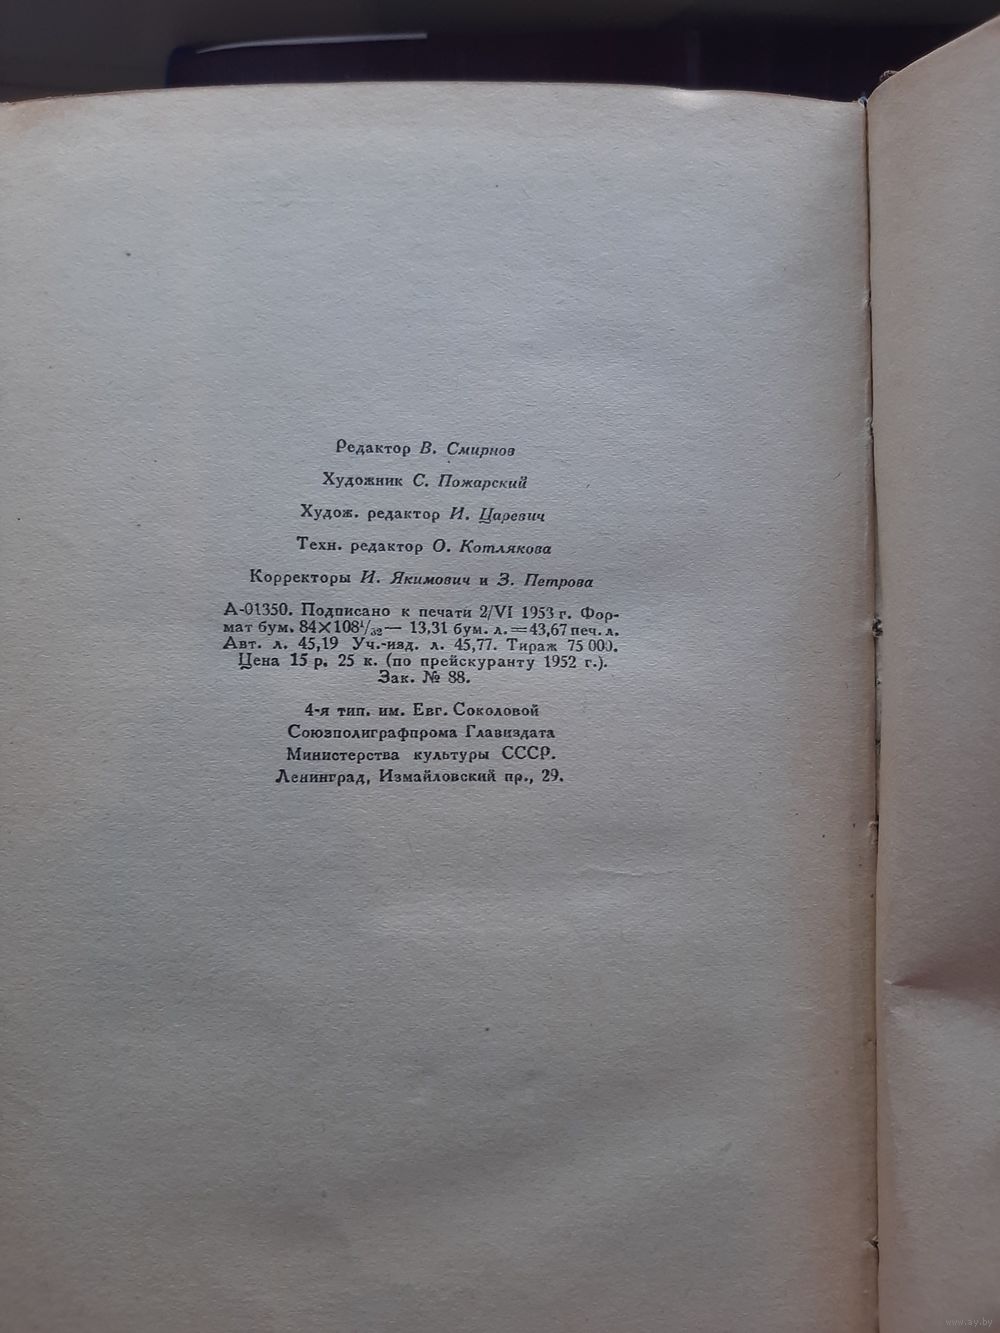 Редактор В. Смирнов
Художник С. Пожарский
Худож. редактор И. Царевич
Техн. редактор О. Котлякова
Корректоры И. Якимович и З. Петрова
А-01350. Подписано к печати 2/VI 1953 г. Фор-
мат бум. 84×108¹/₃₂ — 13,31 бум. л. = 43,67 печ. л.
Авт. л. 45,19 Уч.-изд. л. 45,77. Тираж 75 000.
Цена 15 р. 25 к. (по прейскуранту 1952 г.).
Зак. № 88.
4-я тип. им. Евг. Соколовой
Союзполиграфпрома Главиздата
Министерства культуры СССР.
Ленинград, Измайловский пр., 29.
www.ay.by